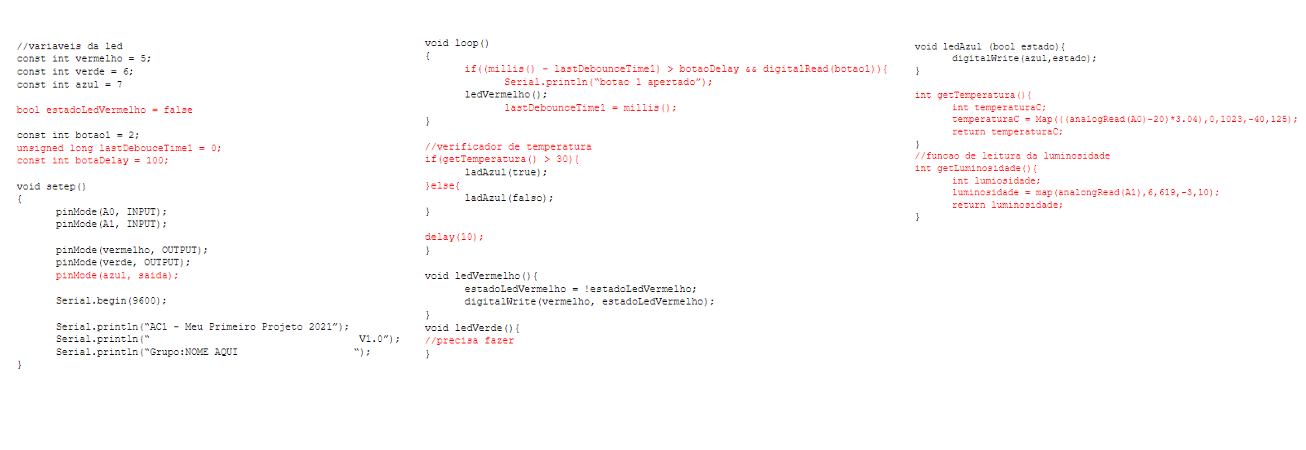 //variaveis da led
const int vermelho = 5;
const int verde = 6;
const int azul = 7
bool estadoLedVermelho = false
const int botao1 = 2;
unsigned long lastDebouceTime1 = 0;
const int botaDelay = 100;
void setep()
{
pinMode(A0, INPUT);
pinMode(A1, INPUT);
pinMode(vermelho, OUTPUT);
pinMode(verde, OUTPUT);
pinMode(azul, saida);
Serial.begin(9600);
Serial.println(“AC1 - Meu Primeiro Projeto 2021”);
Serial.println(“ V1.0”);
Serial.println(“Grupo:NOME AQUI “);
}
void loop()
{
if((millis() - lastDebounceTime1) > botaoDelay && digitalRead(botao1)){
Serial.println(“botao 1 apertado”);
ledVermelho();
lastDebounceTime1 = millis();
}
//verificador de temperatura
if(getTemperatura() > 30){
ladAzul(true);
}else{
ladAzul(falso);
}
delay(10);
}
void ledVermelho(){
estadoLedVermelho = !estadoLedVermelho;
digitalWrite(vermelho, estadoLedVermelho);
}
void ledVerde(){
//precisa fazer
}
void ledAzul (bool estado){
digitalWrite(azul,estado);
}
int getTemperatura(){
int temperaturaC;
temperaturaC = Map(((analogRead(A0)-20)*3.04),0,1023,-40,125);
return temperaturaC;
}
//funcao de leitura da luminosidade
int getLuminosidade(){
int lumiosidade;
luminosidade = map(analongRead(A1),6,619,-3,10);
return luminosidade;
}